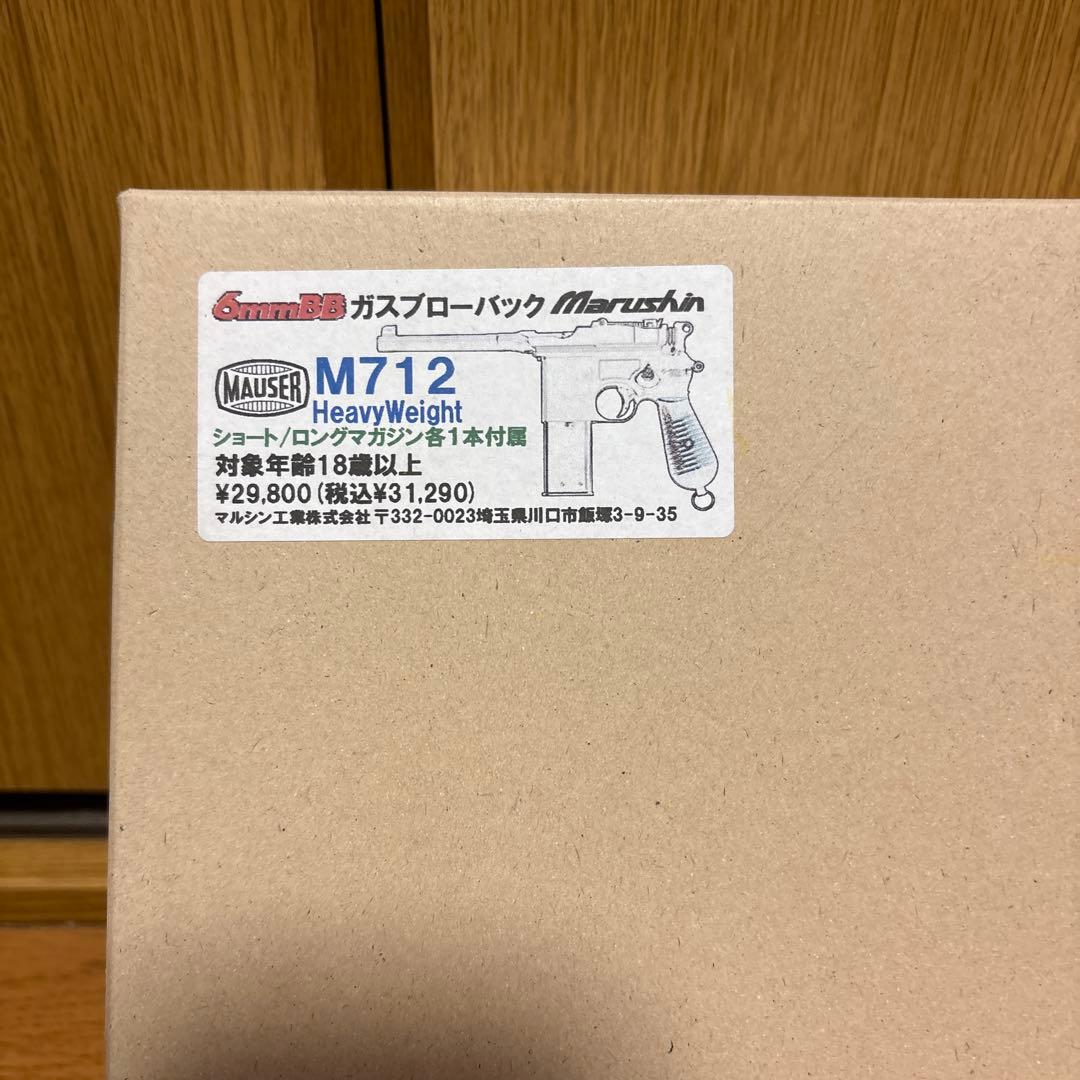 6mmBB ガスブローバック Marushin
MAUSER M712
HeavyWeight
ショート/ロングマガジン各1本付属
対象年齢18歳以上
¥29,800(税込¥31,290)
マルシン工業株式会社 〒332-0023埼玉県川口市飯塚3-9-35